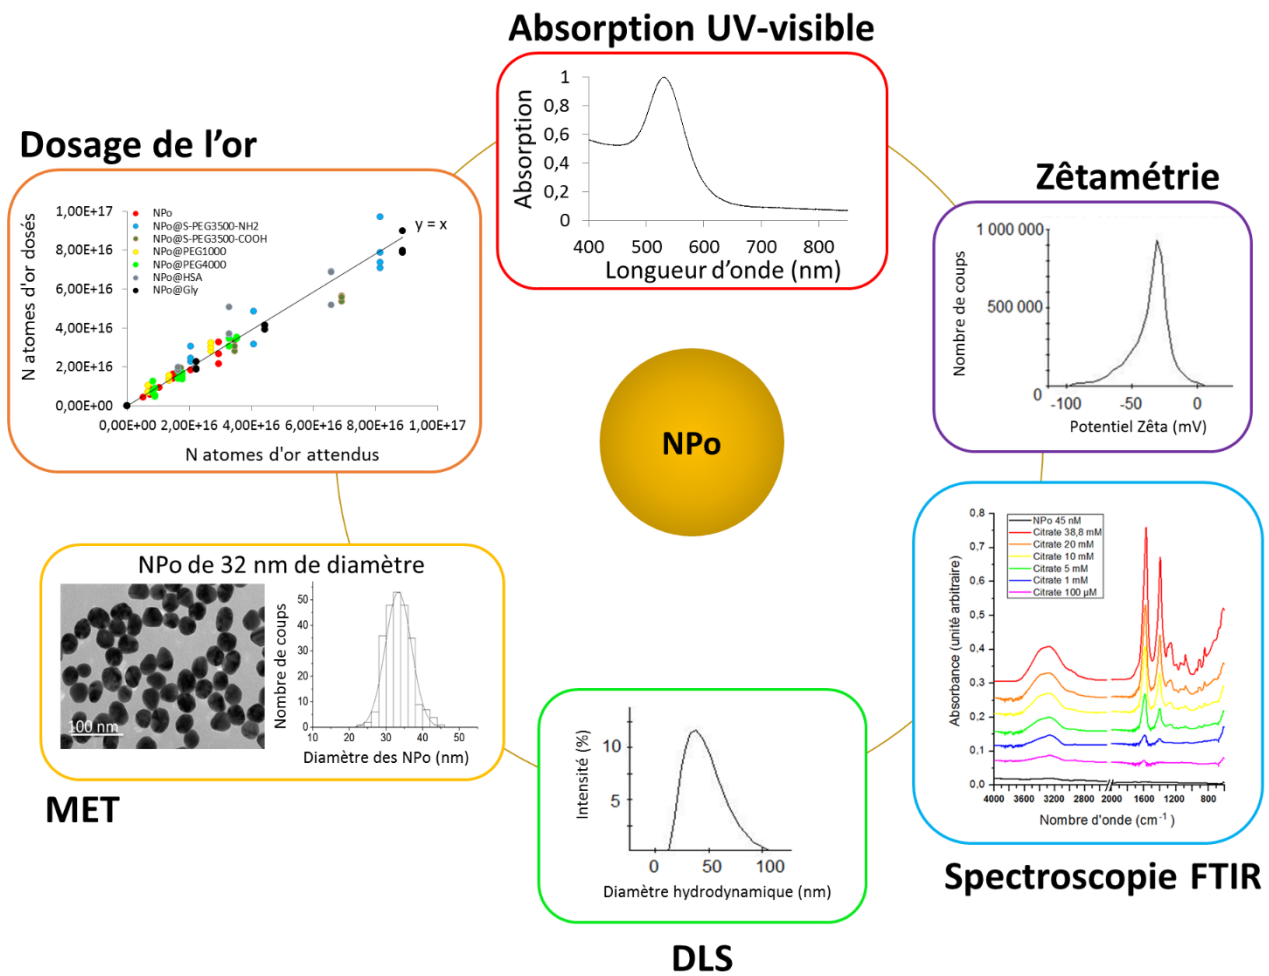 Absorption UV-visible
Absorption
1
0,8
0,6
0,4
0,2
0
400 500 600 700 800
Longueur d'onde (nm)
Dosage de l'or
N atomes d'or dosés
1,00E+17
8,00E+16
6,00E+16
4,00E+16
2,00E+16
0,00E+00
NPo
NPo@S-PEG3500-NH2
NPo@S-PEG3500-COOH
NPo@PEG1000
NPo@PEG4000
NPo@HSA
NPo@Gly
y = x
0,00E+00 2,00E+16 4,00E+16 6,00E+16 8,00E+16 1,00E+17
N atomes d'or attendus
Zêtamétrie
Nombre de coups
1 000 000
500 000
0
-100 -50 0
Potentiel Zêta (mV)
NPo
NPo de 32 nm de diamètre
100 nm
Nombre de coups
50
40
30
20
10
0
10 20 30 40 50
Diamètre des NPo (nm)
MET
Intensité (%)
10
5
0 50 100
Diamètre hydrodynamique (nm)
DLS
Absorbance (unité arbitraire)
0,8
0,7
0,6
0,5
0,4
0,3
0,2
0,1
0,0
NPo 45 nM
Citrate 38,8 mM
Citrate 20 mM
Citrate 10 mM
Citrate 5 mM
Citrate 1 mM
Citrate 100 µM
4000 3600 3200 2800 2400 2000 1600 1200 800
Nombre d'onde (cm⁻¹)
Spectroscopie FTIR